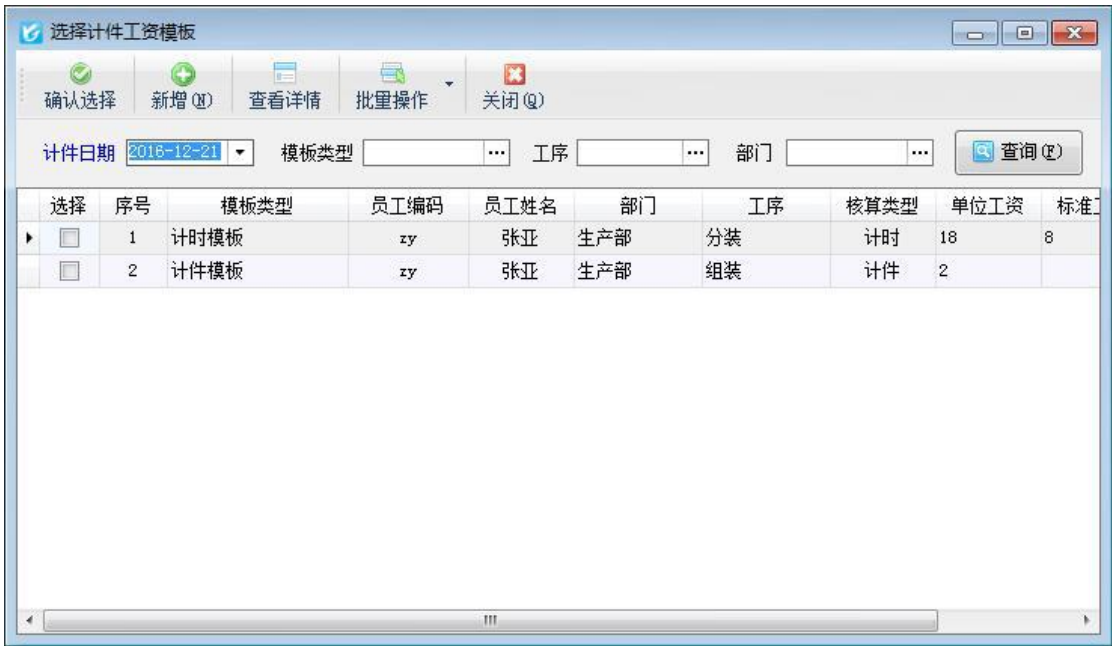 选择计件工资模板
确认选择 新增(N) 查看详情 批量操作 关闭(Q)
计件日期 2016-12-21 模板类型 ... 工序 ... 部门 ... 查询(F)
选择 序号 模板类型 员工编码 员工姓名 部门 工序 核算类型 单位工资 标准
1 计时模板 zy 张亚 生产部 分装 计时 18 8
2 计件模板 zy 张亚 生产部 组装 计件 2